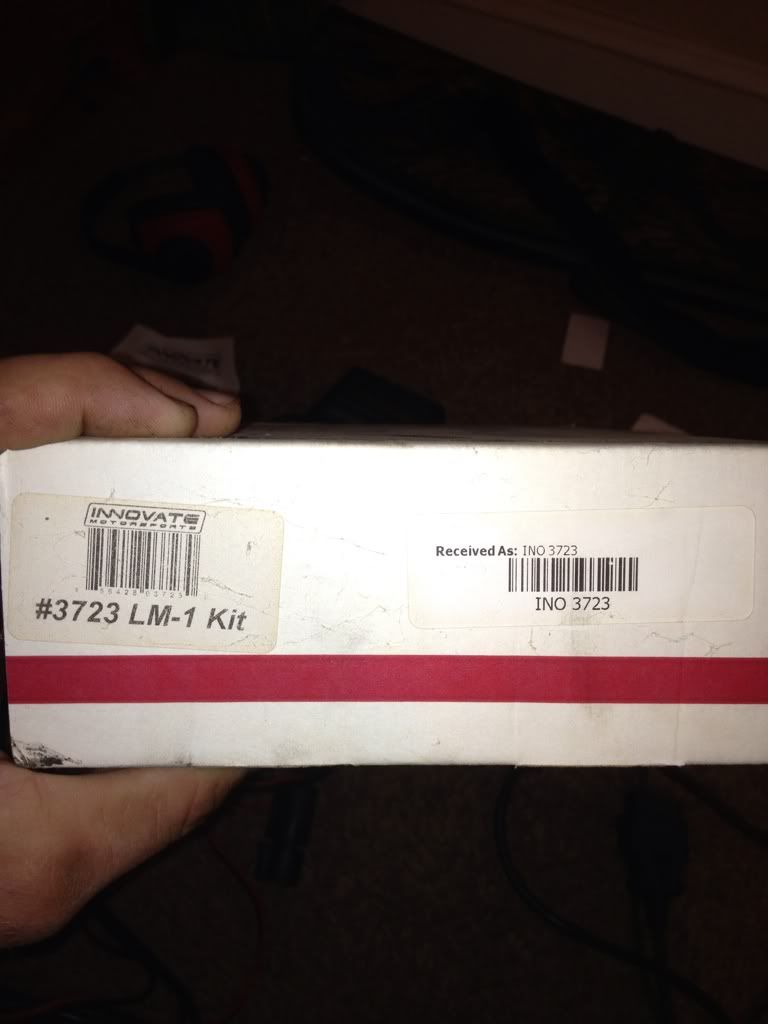 INNOVATE
MOTORSPORTS
#3723 LM-1 Kit
Received As: INO 3723
INO 3723